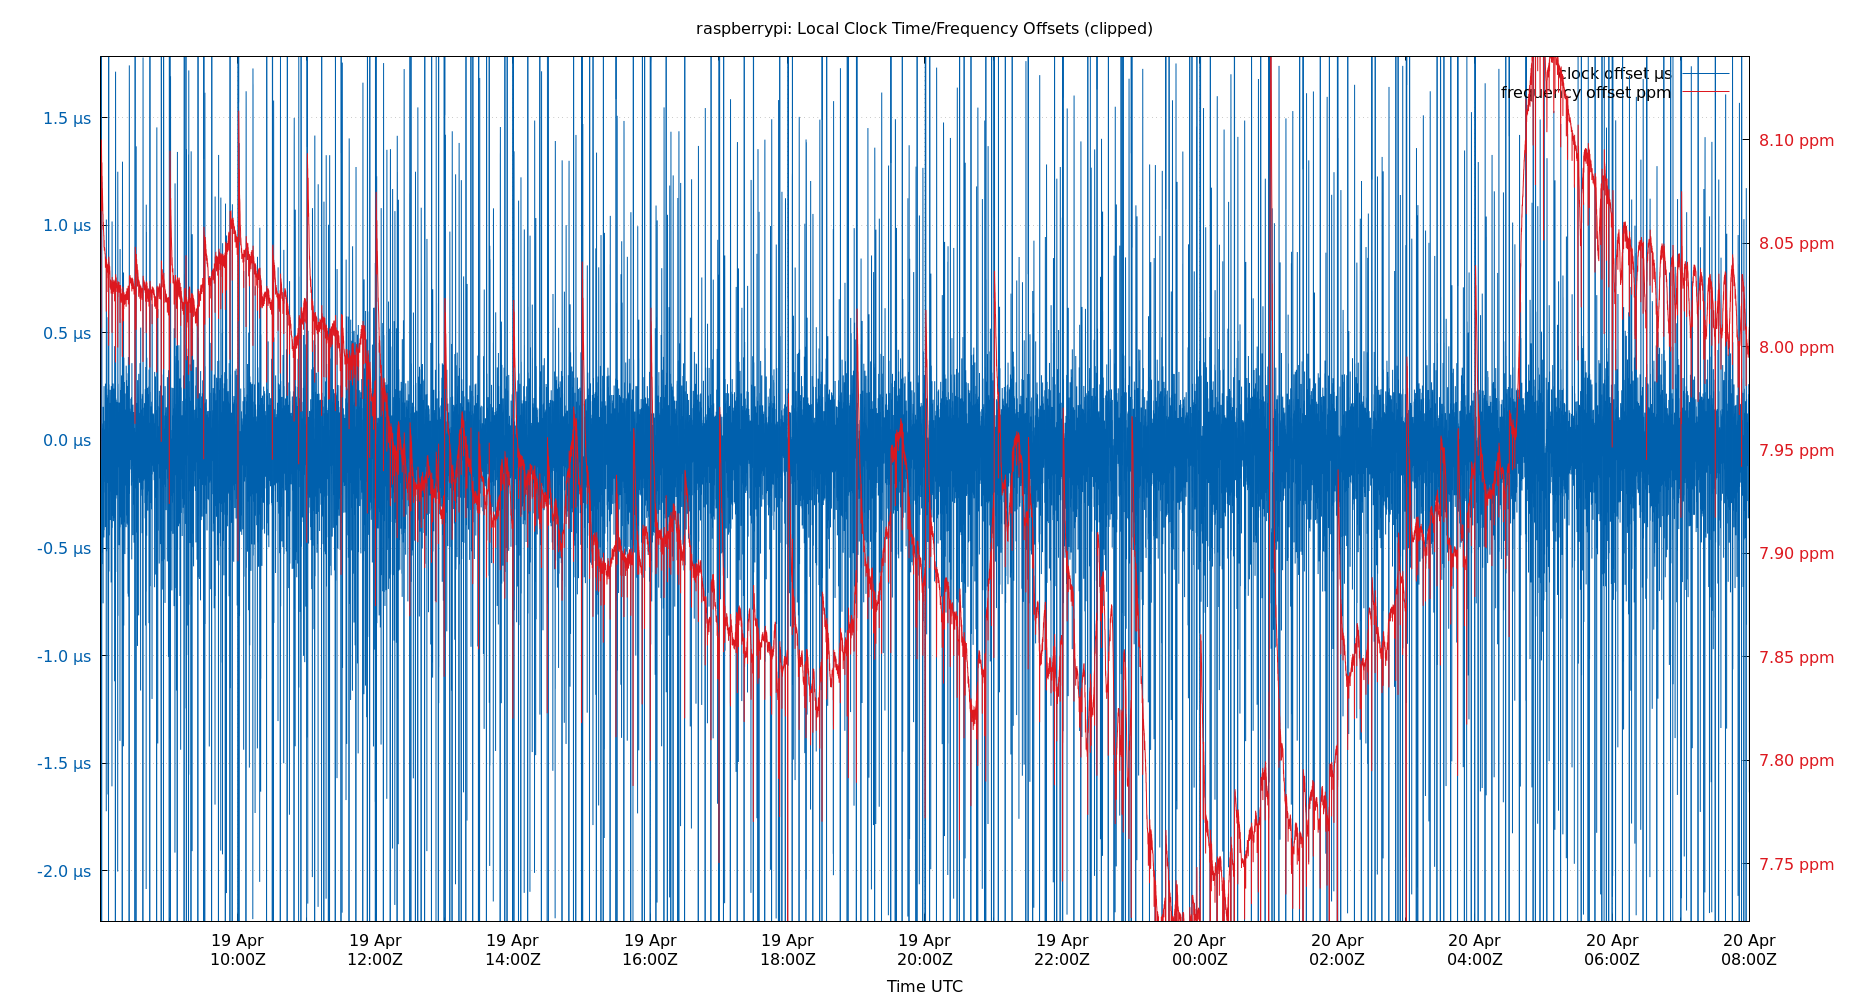 raspberrypi: Local Clock Time/Frequency Offsets (clipped)
clock offset µs
frequency offset ppm
1.5 µs
1.0 µs
0.5 µs
0.0 µs
-0.5 µs
-1.0 µs
-1.5 µs
-2.0 µs
8.10 ppm
8.05 ppm
8.00 ppm
7.95 ppm
7.90 ppm
7.85 ppm
7.80 ppm
7.75 ppm
19 Apr 19 Apr 19 Apr 19 Apr 19 Apr 19 Apr 19 Apr 20 Apr 20 Apr 20 Apr 20 Apr 20 Apr
10:00Z 12:00Z 14:00Z 16:00Z 18:00Z 20:00Z 22:00Z 00:00Z 02:00Z 04:00Z 06:00Z 08:00Z
Time UTC